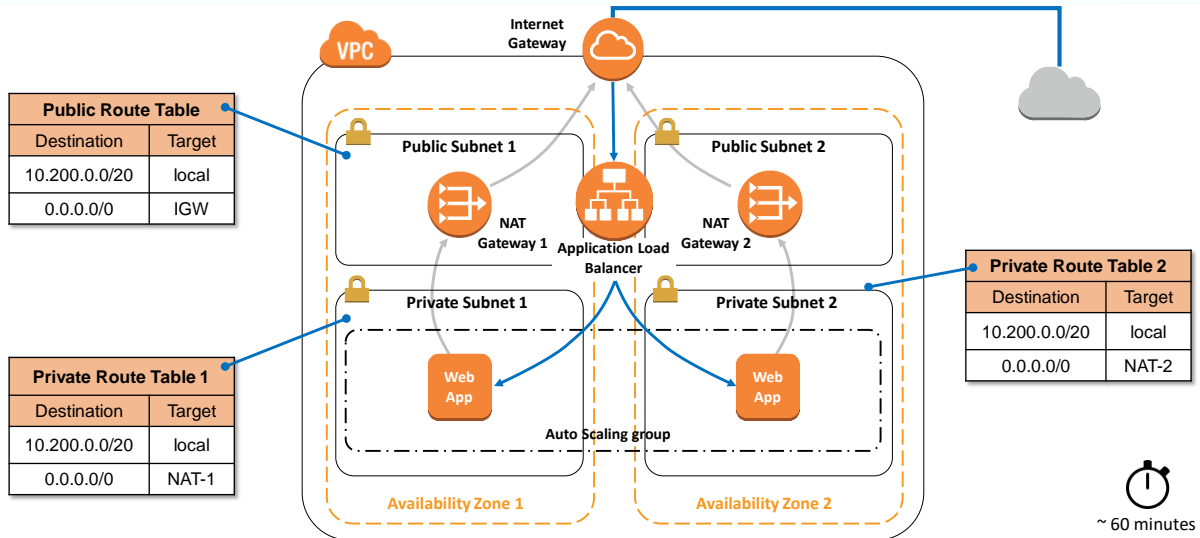 Internet
Gateway
VPC
Public Route Table
Destination Target
10.200.0.0/20 local
0.0.0.0/0 IGW
Public Subnet 1
Public Subnet 2
NAT
Gateway 1
NAT
Gateway 2
Application Load
Balancer
Private Route Table 2
Destination Target
10.200.0.0/20 local
0.0.0.0/0 NAT-2
Private Subnet 1
Private Subnet 2
Private Route Table 1
Destination Target
10.200.0.0/20 local
0.0.0.0/0 NAT-1
Web
App
Web
App
Auto Scaling group
Availability Zone 1
Availability Zone 2
~ 60 minutes